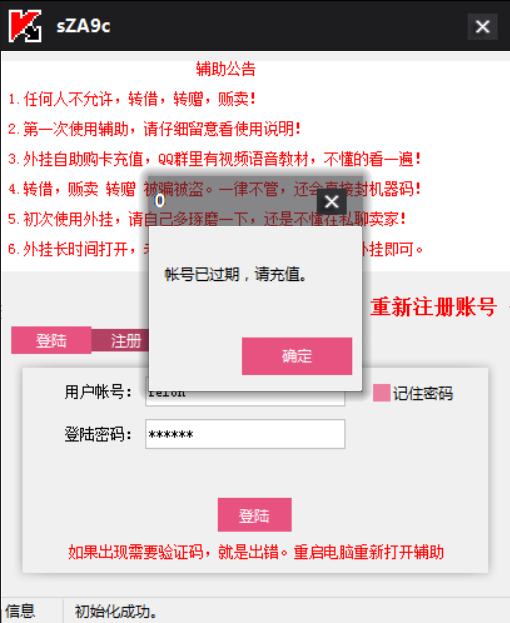 sZA9c
辅助公告
1.任何人不允许，转借，转赠，贩卖！
2.第一次使用辅助，请仔细留意看使用说明！
3.外挂自助购卡充值，QQ群里有视频语音教材，不懂的看一遍！
4.转借，贩卖 转赠 被骗被盗。一律不管，还会直接封机器码！
0
5.初次使用外挂，请自己多琢磨一下，还是不懂在私聊卖家！
6.外挂长时间打开，
外挂即可。
帐号已过期，请充值。
重新注册账号
登陆
注册
确定
用户帐号：
记住密码
登陆密码：
******
登陆
如果出现需要验证码，就是出错。重启电脑重新打开辅助
信息
初始化成功。